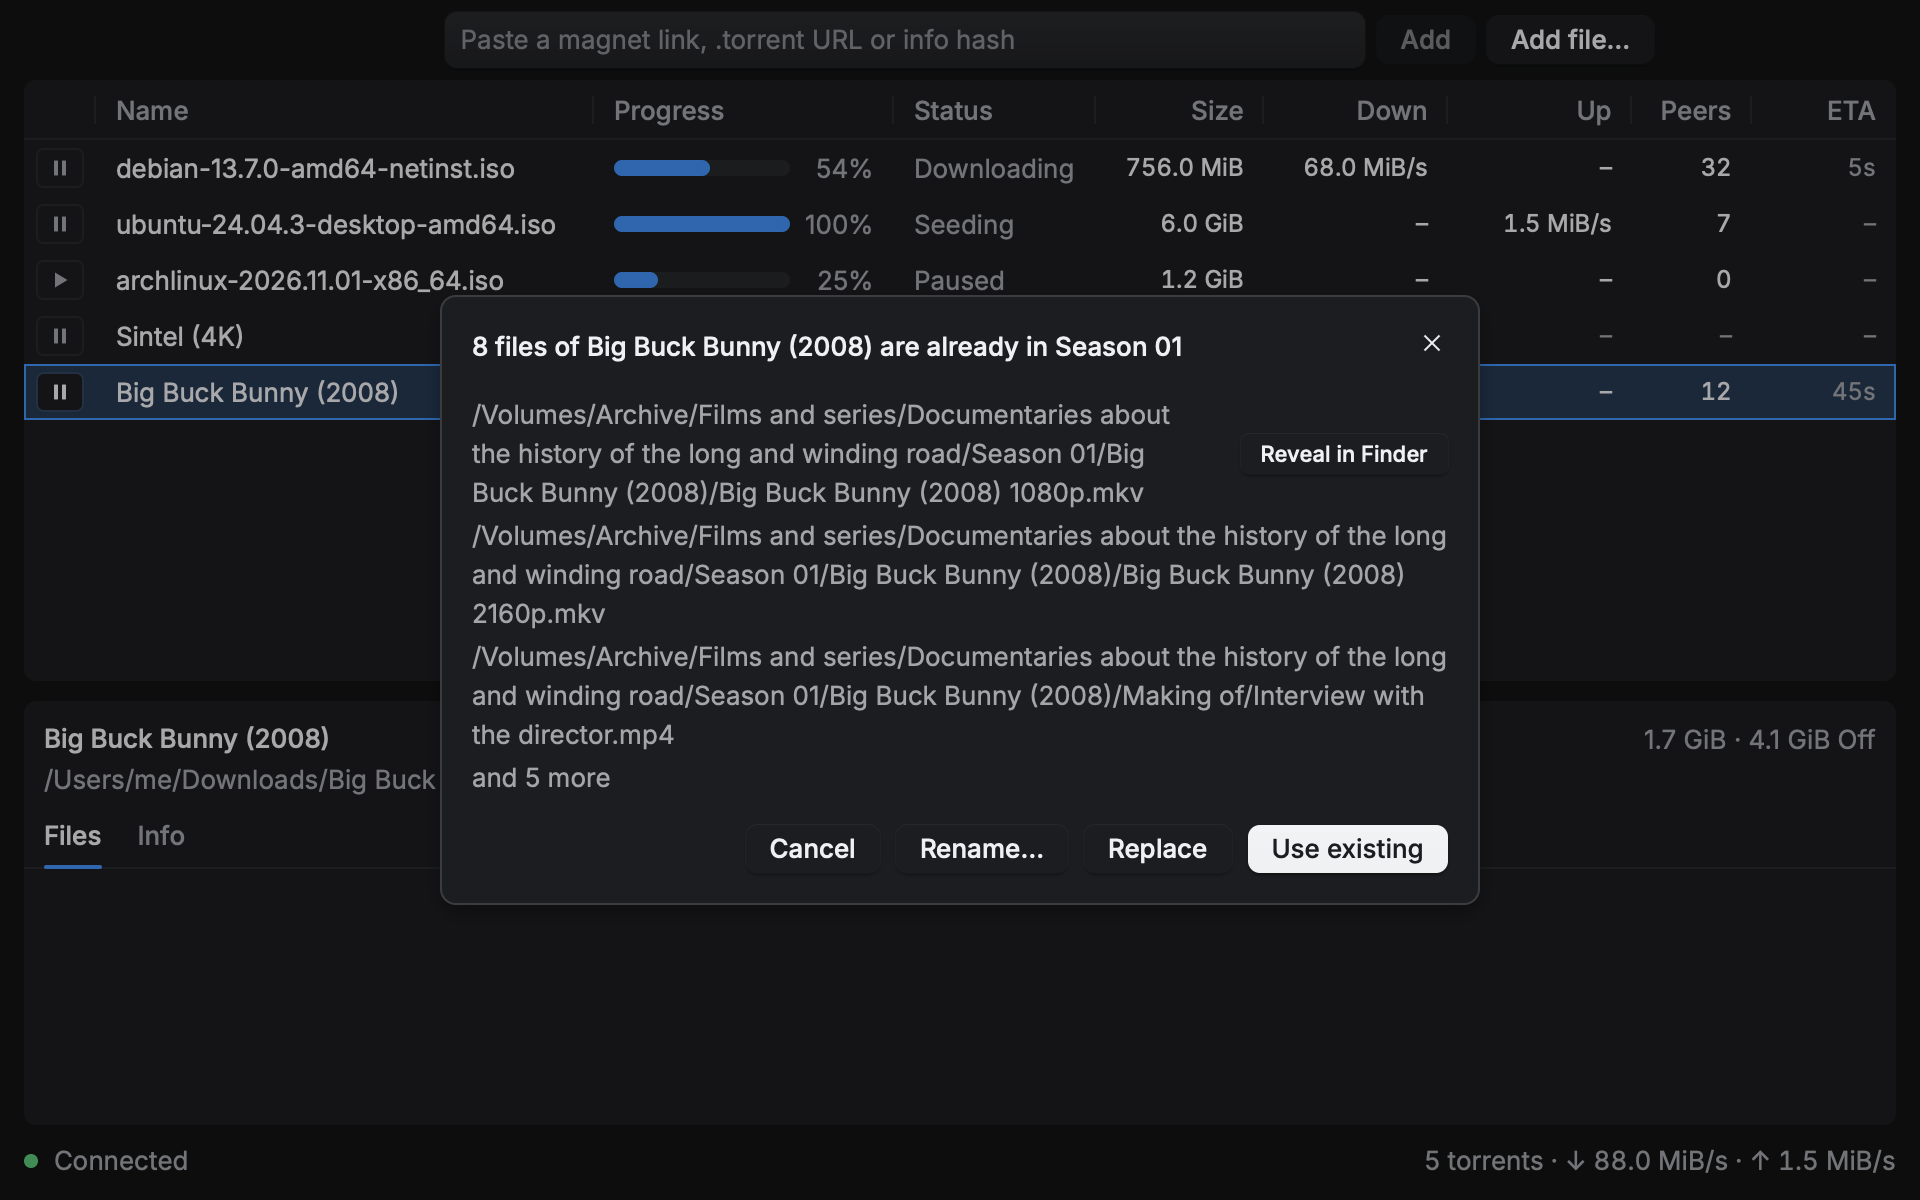 Paste a magnet link, .torrent URL or info hash
Add
Add file...
Name Progress Status Size Down Up Peers ETA
debian-13.7.0-amd64-netinst.iso 54% Downloading 756.0 MiB 68.0 MiB/s – 32 5s
ubuntu-24.04.3-desktop-amd64.iso 100% Seeding 6.0 GiB – 1.5 MiB/s 7 –
archlinux-2026.11.01-x86_64.iso 25% Paused 1.2 GiB – – 0 –
Sintel (4K) – – –
Big Buck Bunny (2008) – 12 45s
8 files of Big Buck Bunny (2008) are already in Season 01
/Volumes/Archive/Films and series/Documentaries about
the history of the long and winding road/Season 01/Big
Buck Bunny (2008)/Big Buck Bunny (2008) 1080p.mkv
Reveal in Finder
/Volumes/Archive/Films and series/Documentaries about the history of the long
and winding road/Season 01/Big Buck Bunny (2008)/Big Buck Bunny (2008)
2160p.mkv
/Volumes/Archive/Films and series/Documentaries about the history of the long
and winding road/Season 01/Big Buck Bunny (2008)/Making of/Interview with
the director.mp4
and 5 more
Cancel Rename... Replace Use existing
Big Buck Bunny (2008) 1.7 GiB · 4.1 GiB Off
/Users/me/Downloads/Big Buck
Files Info
Connected 5 torrents · ↓ 88.0 MiB/s · ↑ 1.5 MiB/s